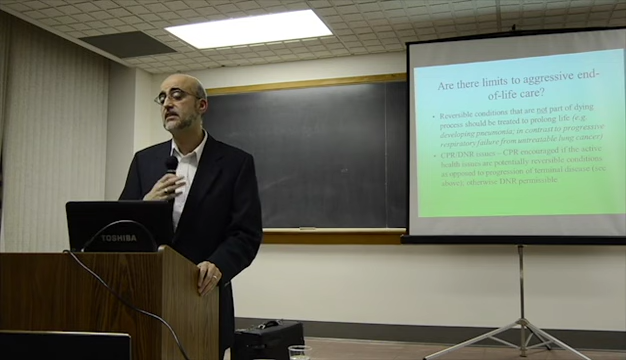 Are there limits to aggressive end-
of-life care?
• Reversible conditions that are not part of dying
process should be treated to prolong life (e.g.
developing pneumonia; in contrast to progressive
respiratory failure from untreatable lung cancer)
• CPR/DNR issues – CPR encouraged if the active
health issues are potentially reversible conditions
as opposed to progression of terminal disease (see
above); otherwise DNR permissible
TOSHIBA